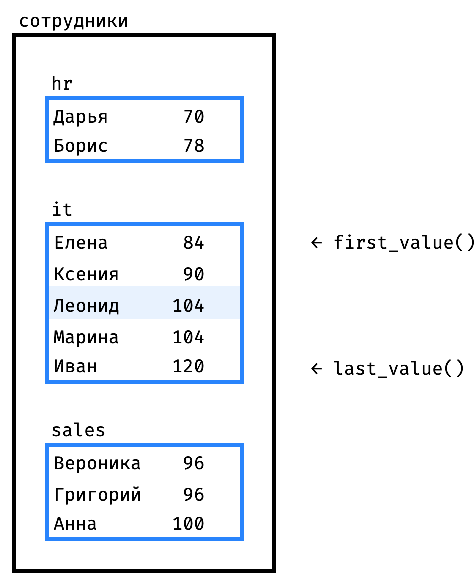 сотрудники
hr
Дарья 70
Борис 78
it
Елена 84 ← first_value()
Ксения 90
Леонид 104
Марина 104
Иван 120 ← last_value()
sales
Вероника 96
Григорий 96
Анна 100